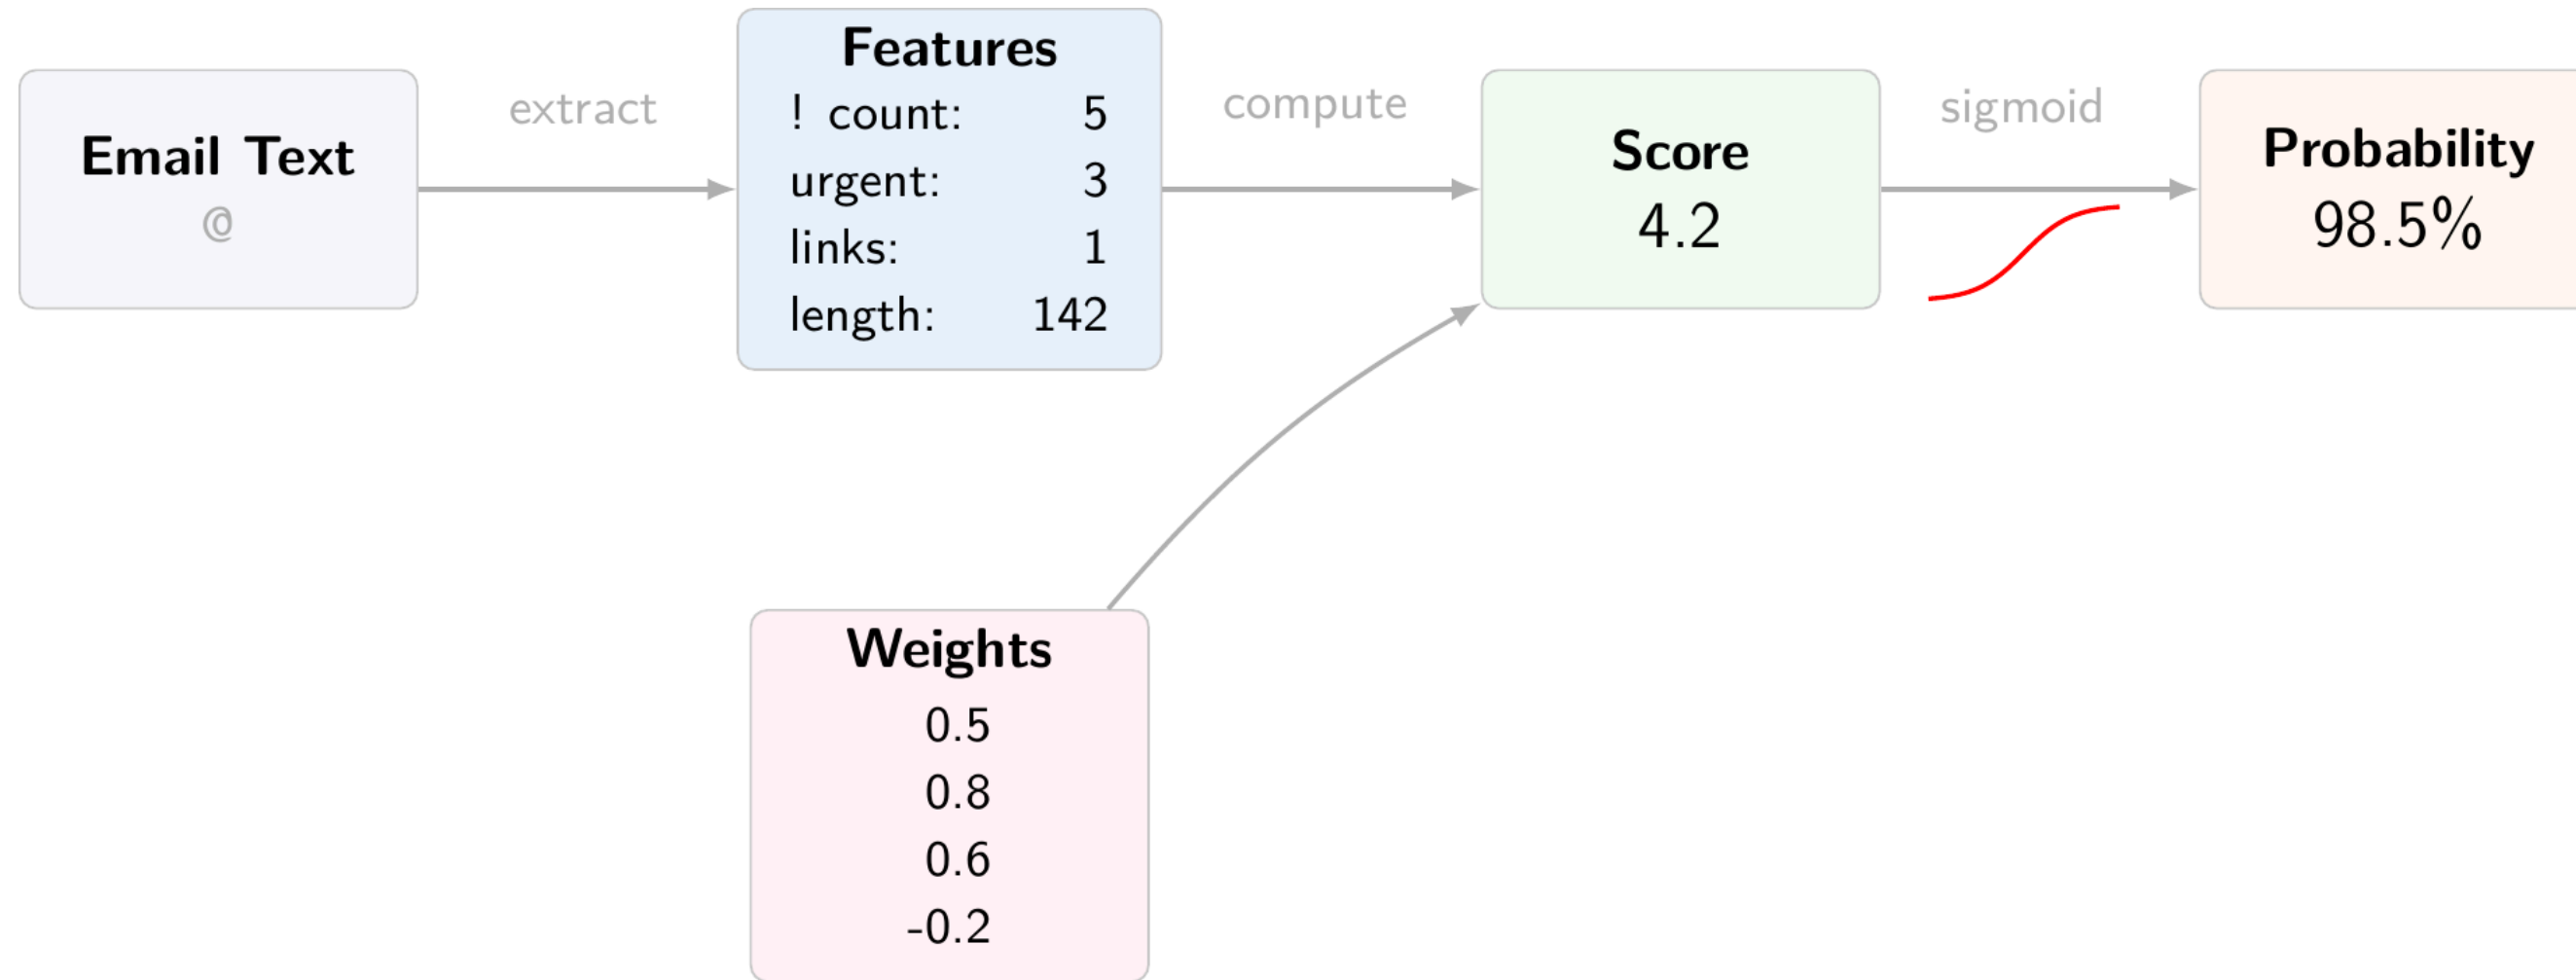 Email Text
@
extract
Features
! count: 5
urgent: 3
links: 1
length: 142
compute
Score
4.2
sigmoid
Probability
98.5%
Weights
0.5
0.8
0.6
-0.2